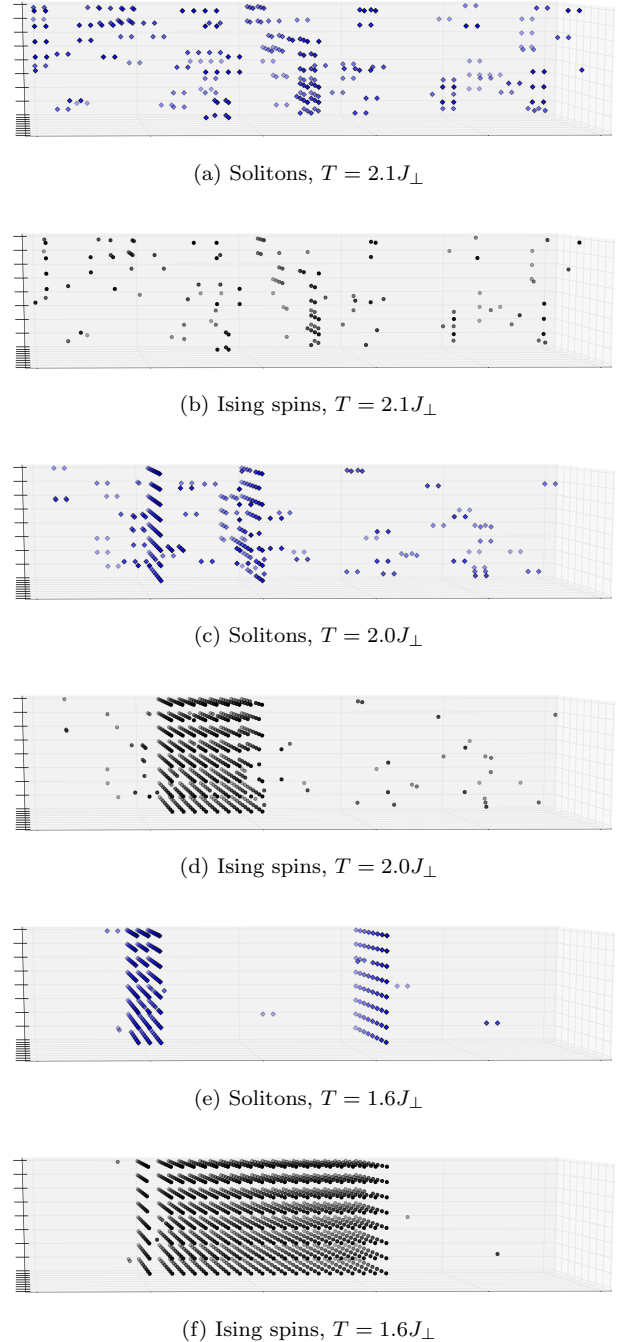 (a) Solitons, T = 2.1J⊥
(b) Ising spins, T = 2.1J⊥
(c) Solitons, T = 2.0J⊥
(d) Ising spins, T = 2.0J⊥
(e) Solitons, T = 1.6J⊥
(f) Ising spins, T = 1.6J⊥